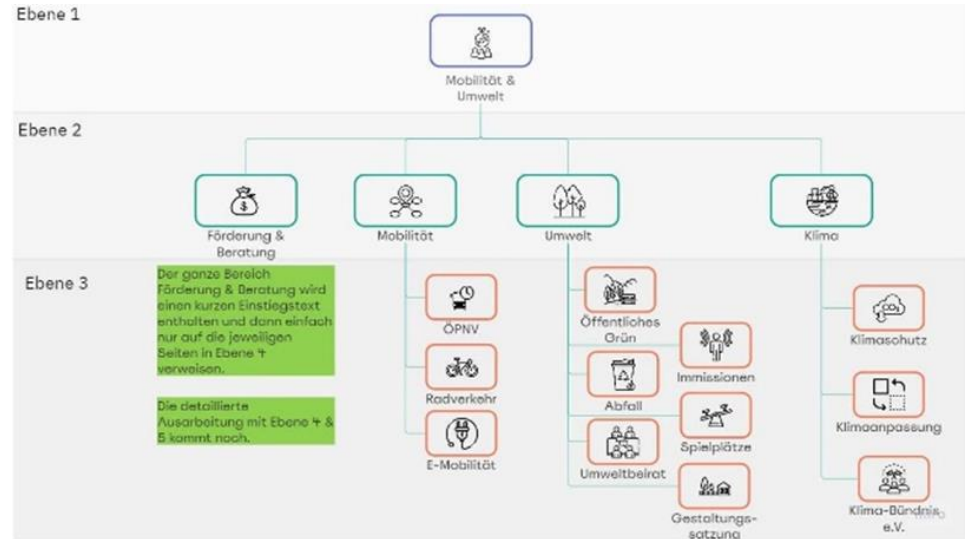 Ebene 1
Mobilität &
Umwelt
Ebene 2
Förderung &
Beratung
Mobilität
Umwelt
Klima
Ebene 3
Der ganze Bereich
Förderung & Beratung wird
einen kurzen Einstiegstext
enthalten und dann einfach
nur auf die jeweiligen
Seiten in Ebene 4
verweisen.
Die detaillierte
Ausarbeitung mit Ebene 4 &
5 kommt noch.
ÖPNV
Radverkehr
E-Mobilität
Öffentliches
Grün
Immissionen
Abfall
Spielplätze
Umweltbeirat
Gestaltungs-
satzung
CO2
Klimaschutz
Klimaanpassung
Klima-Bündnis
e.V.
miro